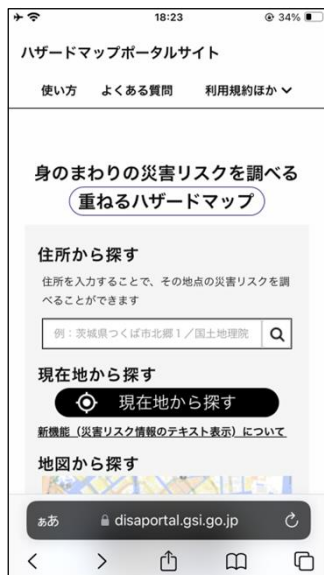 18:23
34%
ハザードマップポータルサイト
使い方 よくある質問 利用規約ほか
身のまわりの災害リスクを調べる
重ねるハザードマップ
住所から探す
住所を入力することで、その地点の災害リスクを調
べることができます
例：茨城県つくば市北郷１／国土地理院
現在地から探す
現在地から探す
新機能（災害リスク情報のテキスト表示）について
地図から探す
ぁあ disaportal.gsi.go.jp